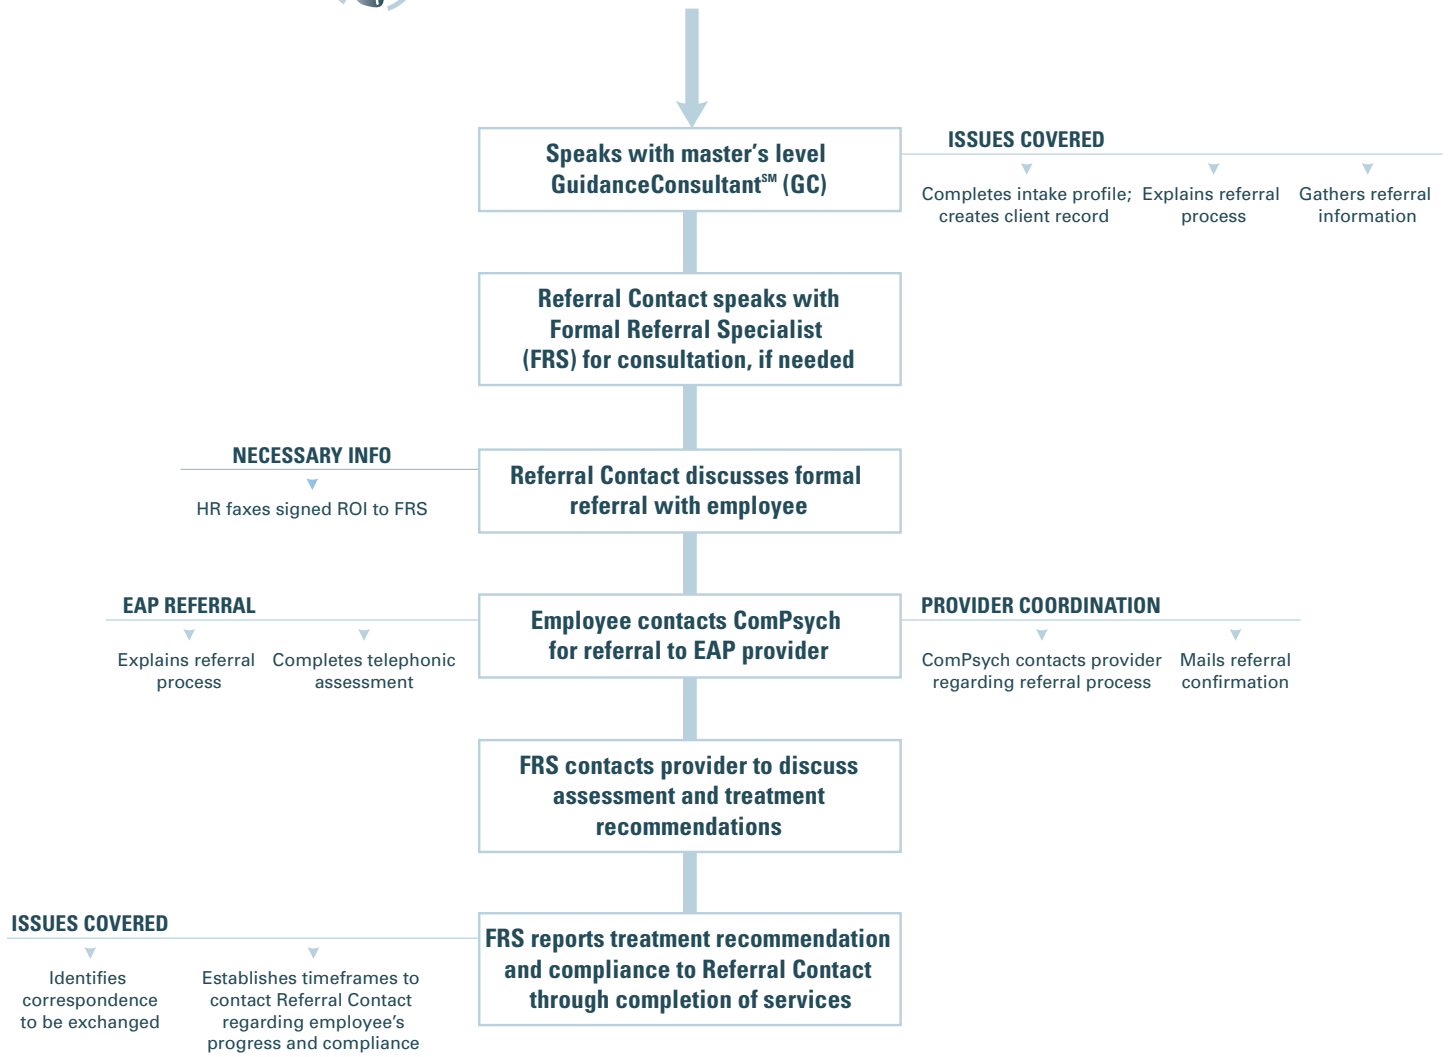 Speaks with master’s level
GuidanceConsultant℠ (GC)
ISSUES COVERED
Completes intake profile;
creates client record
Explains referral
process
Gathers referral
information
Referral Contact speaks with
Formal Referral Specialist
(FRS) for consultation, if needed
NECESSARY INFO
HR faxes signed ROI to FRS
Referral Contact discusses formal
referral with employee
EAP REFERRAL
Explains referral
process
Completes telephonic
assessment
Employee contacts ComPsych
for referral to EAP provider
PROVIDER COORDINATION
ComPsych contacts provider
regarding referral process
Mails referral
confirmation
FRS contacts provider to discuss
assessment and treatment
recommendations
ISSUES COVERED
Identifies
correspondence
to be exchanged
Establishes timeframes to
contact Referral Contact
regarding employee’s
progress and compliance
FRS reports treatment recommendation
and compliance to Referral Contact
through completion of services